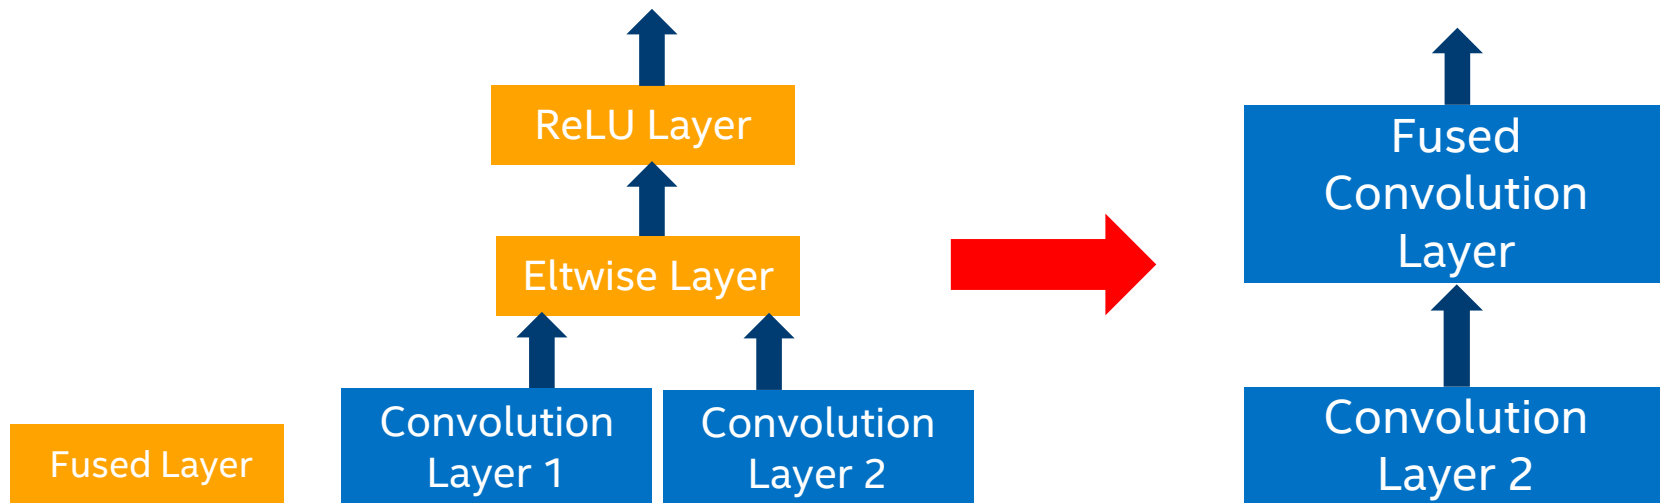 ReLU Layer
Eltwise Layer
Convolution
Layer 1
Convolution
Layer 2
Fused Layer
Fused
Convolution
Layer
Convolution
Layer 2